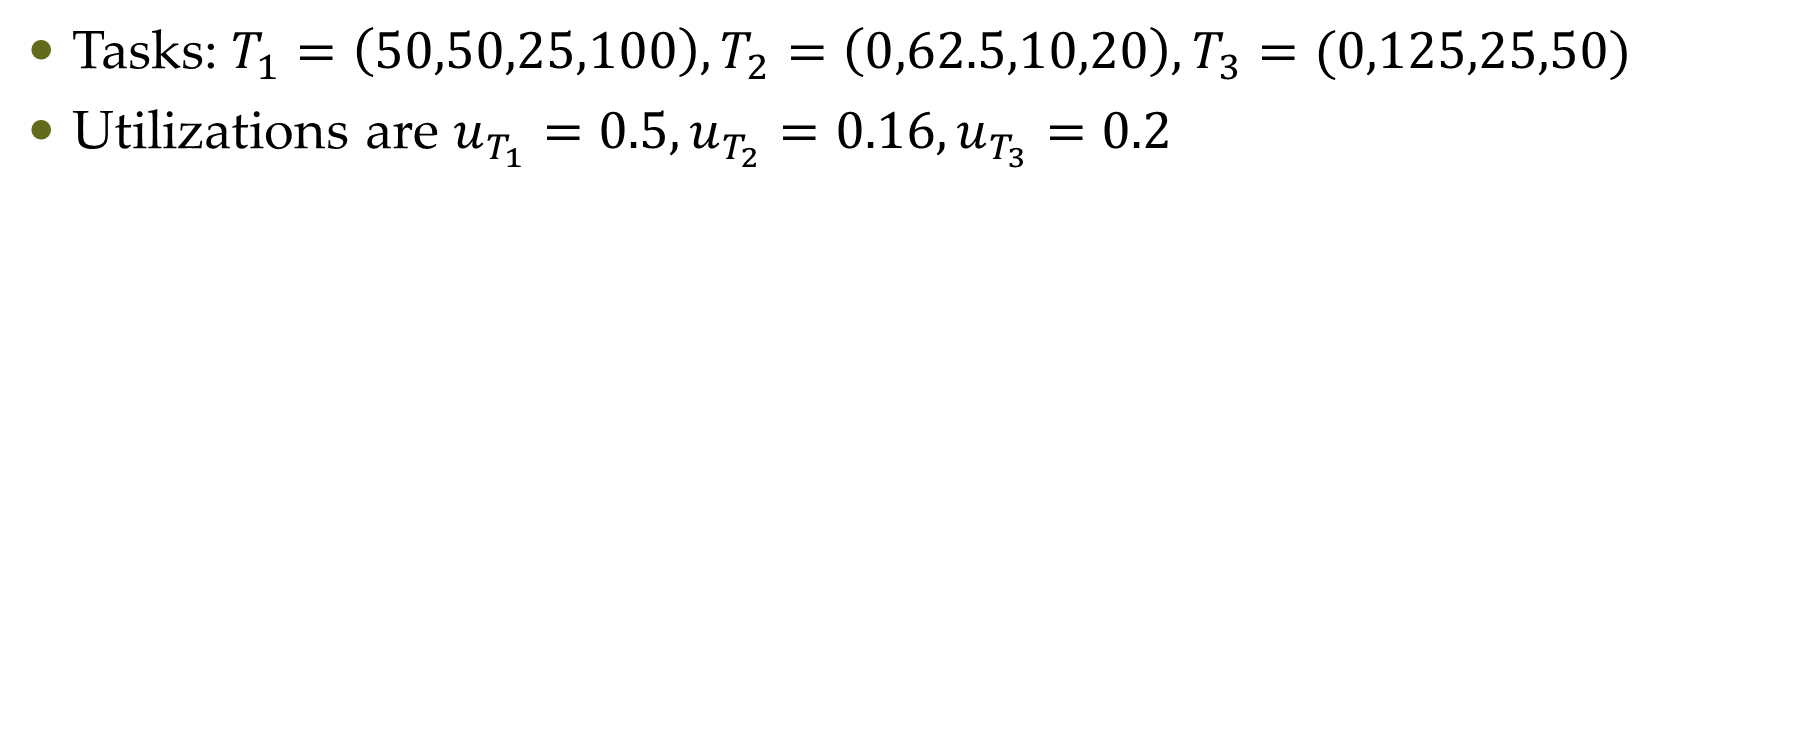 • Tasks: T₁ = (50,50,25,100), T₂ = (0,62.5,10,20), T₃ = (0,125,25,50)
• Utilizations are u_{T₁} = 0.5, u_{T₂} = 0.16, u_{T₃} = 0.2